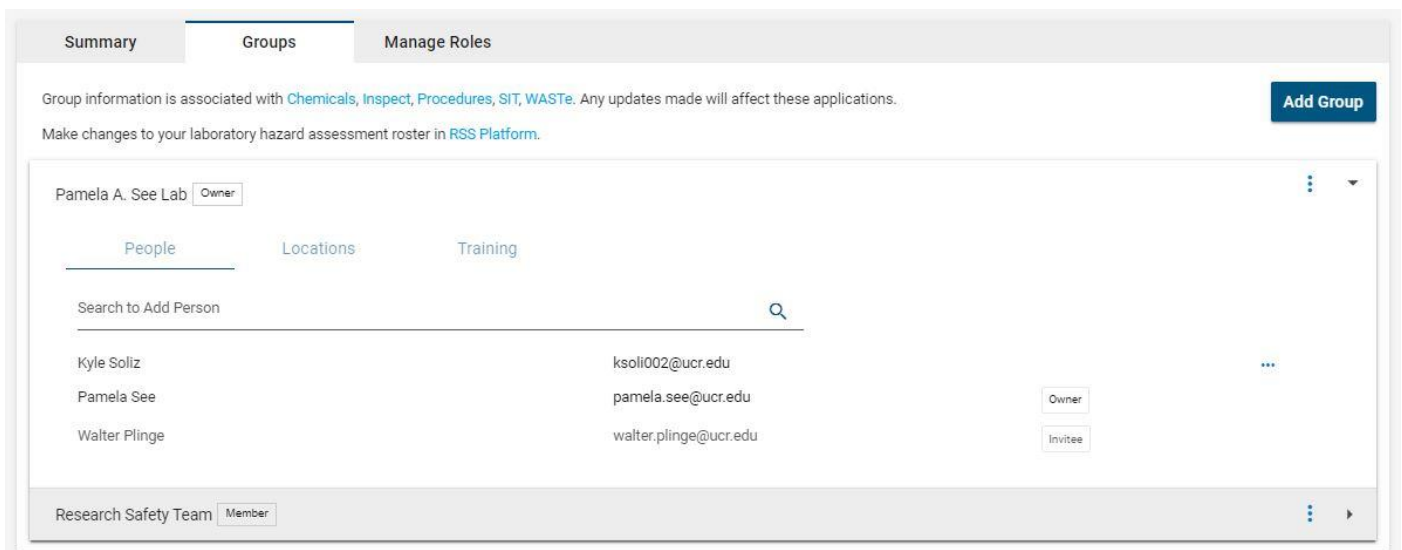 Summary Groups Manage Roles
Group information is associated with Chemicals, Inspect, Procedures, SIT, WASTe. Any updates made will affect these applications.
Add Group
Make changes to your laboratory hazard assessment roster in RSS Platform.
Pamela A. See Lab Owner
People Locations Training
Search to Add Person
Kyle Soliz ksoli002@ucr.edu
Pamela See pamela.see@ucr.edu Owner
Walter Plinge walter.plinge@ucr.edu Invitee
Research Safety Team Member